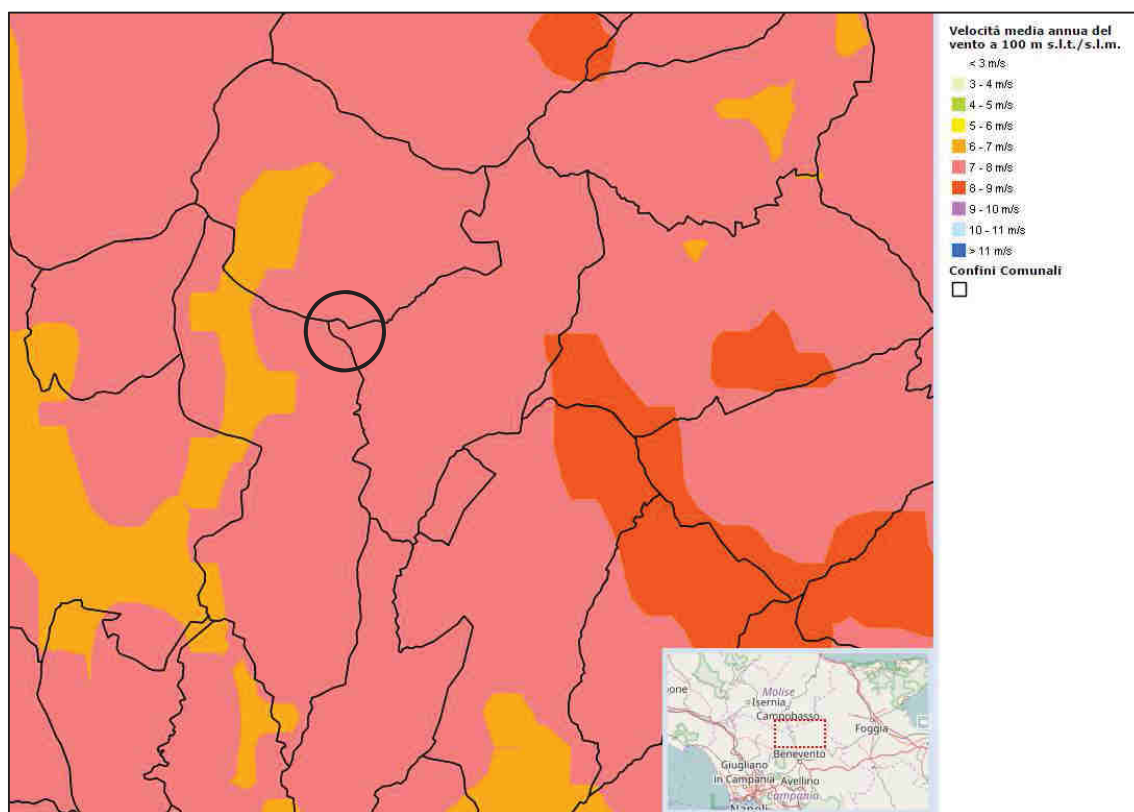 Velocità media annua del
vento a 100 m s.l.t./s.l.m.
< 3 m/s
3 - 4 m/s
4 - 5 m/s
5 - 6 m/s
6 - 7 m/s
7 - 8 m/s
8 - 9 m/s
9 - 10 m/s
10 - 11 m/s
> 11 m/s
Confini Comunali
Molise
Isernia
Campobasso
Foggia
Benevento
Giugliano
in Campania
Avellino
Napoli
Campania